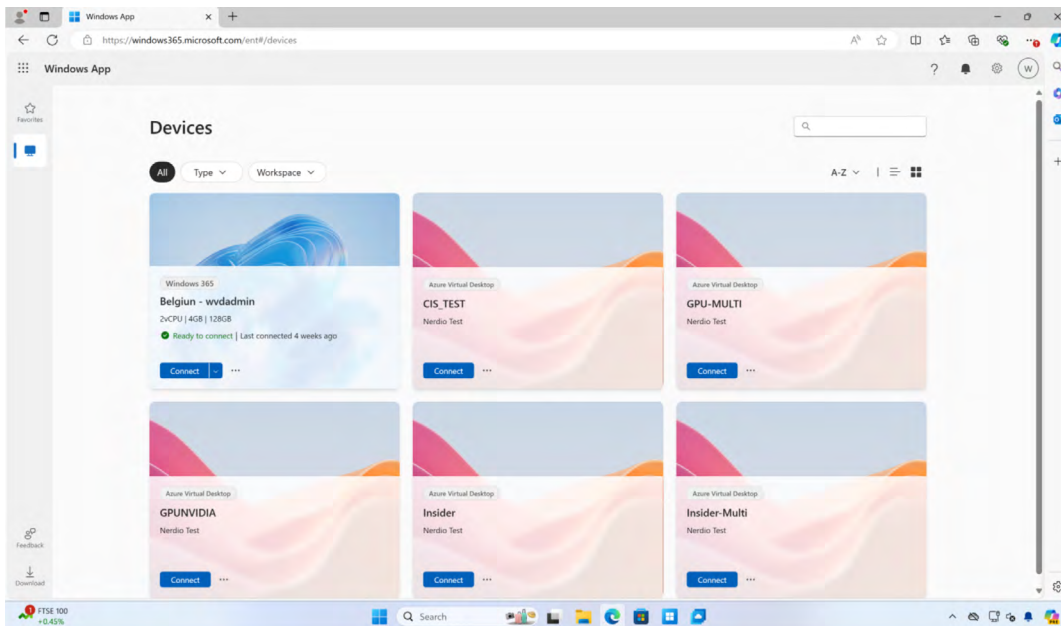 Windows App
https://windows365.microsoft.com/ent#/devices
Windows App
W
Favorites
Devices
All
Type
Workspace
A-Z
Windows 365
Belgiun - wvdadmin
2vCPU | 4GB | 128GB
Ready to connect | Last connected 4 weeks ago
Connect
Azure Virtual Desktop
CIS_TEST
Nerdio Test
Connect
Azure Virtual Desktop
GPU-MULTI
Nerdio Test
Connect
Azure Virtual Desktop
GPUNVIDIA
Nerdio Test
Connect
Azure Virtual Desktop
Insider
Nerdio Test
Connect
Azure Virtual Desktop
Insider-Multi
Nerdio Test
Connect
Feedback
Download
1
FTSE 100
+0.45%
Search